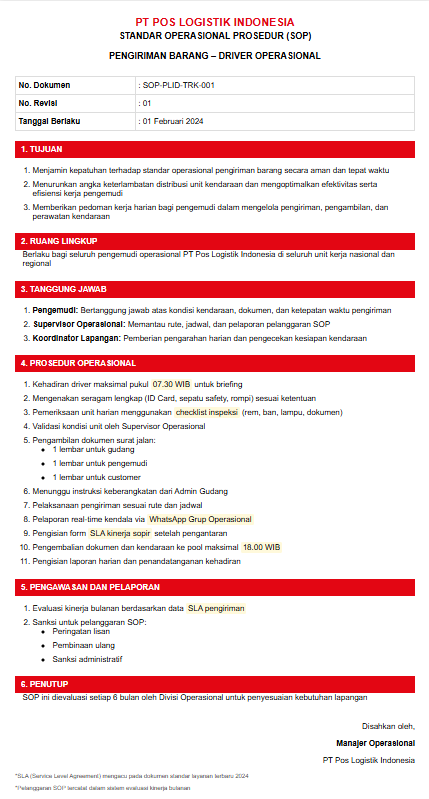 PT POS LOGISTIK INDONESIA
STANDAR OPERASIONAL PROSEDUR (SOP)
PENGIRIMAN BARANG – DRIVER OPERASIONAL
No. Dokumen : SOP-PLID-TRK-001
No. Revisi : 01
Tanggal Berlaku : 01 Februari 2024
1. TUJUAN
1. Menjamin kepatuhan terhadap standar operasional pengiriman barang secara aman dan tepat waktu
2. Menurunkan angka keterlambatan distribusi unit kendaraan dan mengoptimalkan efektivitas serta
efisiensi kerja pengemudi
3. Memberikan pedoman kerja harian bagi pengemudi dalam mengelola pengiriman, pengambilan, dan
perawatan kendaraan
2. RUANG LINGKUP
Berlaku bagi seluruh pengemudi operasional PT Pos Logistik Indonesia di seluruh unit kerja nasional dan
regional
3. TANGGUNG JAWAB
1. Pengemudi: Bertanggung jawab atas kondisi kendaraan, dokumen, dan ketepatan waktu pengiriman
2. Supervisor Operasional: Memantau rute, jadwal, dan pelaporan pelanggaran SOP
3. Koordinator Lapangan: Pemberian pengarahan harian dan pengecekan kesiapan kendaraan
4. PROSEDUR OPERASIONAL
1. Kehadiran driver maksimal pukul 07.30 WIB untuk briefing
2. Mengenakan seragam lengkap (ID Card, sepatu safety, rompi) sesuai ketentuan
3. Pemeriksaan unit harian menggunakan checklist inspeksi (rem, ban, lampu, dokumen)
4. Validasi kondisi unit oleh Supervisor Operasional
5. Pengambilan dokumen surat jalan:
• 1 lembar untuk gudang
• 1 lembar untuk pengemudi
• 1 lembar untuk customer
6. Menunggu instruksi keberangkatan dari Admin Gudang
7. Pelaksanaan pengiriman sesuai rute dan jadwal
8. Pelaporan real-time kendala via WhatsApp Grup Operasional
9. Pengisian form SLA kinerja sopir setelah pengantaran
10. Pengembalian dokumen dan kendaraan ke pool maksimal 18.00 WIB
11. Pengisian laporan harian dan penandatanganan kehadiran
5. PENGAWASAN DAN PELAPORAN
1. Evaluasi kinerja bulanan berdasarkan data SLA pengiriman
2. Sanksi untuk pelanggaran SOP:
• Peringatan lisan
• Pembinaan ulang
• Sanksi administratif
6. PENUTUP
SOP ini dievaluasi setiap 6 bulan oleh Divisi Operasional untuk penyesuaian kebutuhan lapangan
Disahkan oleh,
Manajer Operasional
PT Pos Logistik Indonesia
*SLA (Service Level Agreement) mengacu pada dokumen standar layanan terbaru 2024
*Pelanggaran SOP tercatat dalam sistem evaluasi kinerja bulanan